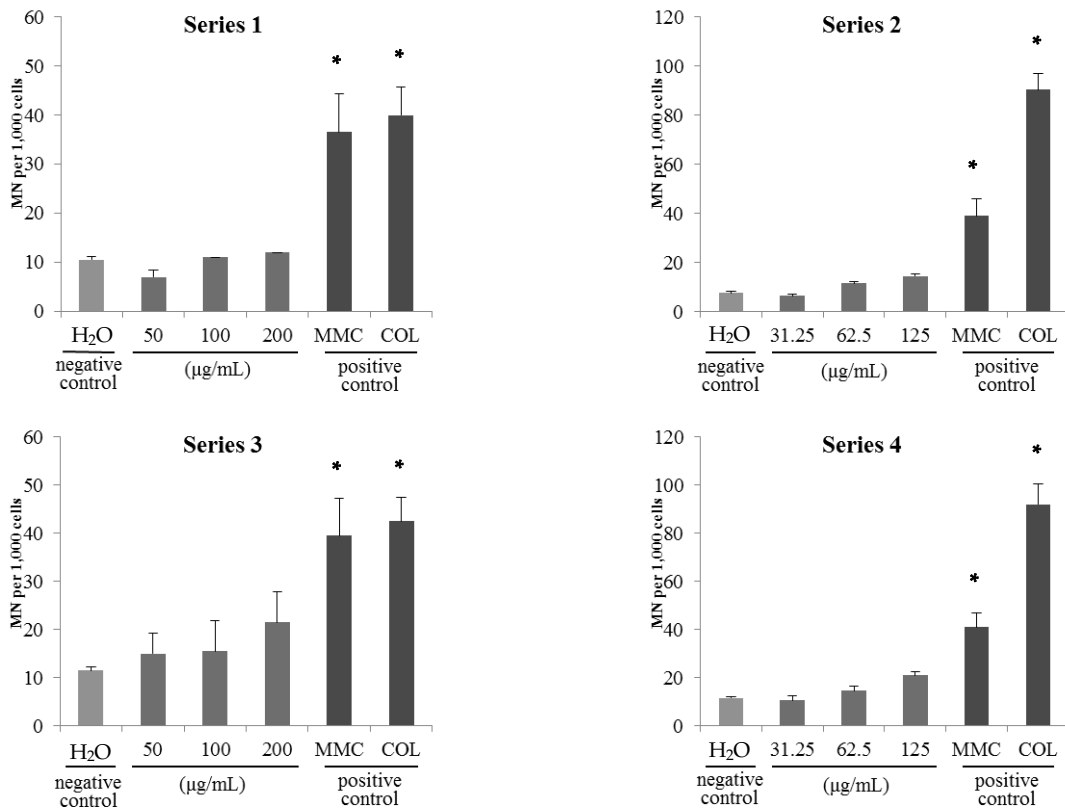 Series 1
MN per 1,000 cells
60
50
40
30
20
10
0
* *
H₂O 50 100 200 MMC COL
negative control (µg/mL) positive control
Series 2
MN per 1,000 cells
120
100
80
60
40
20
0
* *
H₂O 31.25 62.5 125 MMC COL
negative control (µg/mL) positive control
Series 3
MN per 1,000 cells
60
50
40
30
20
10
0
* *
H₂O 50 100 200 MMC COL
negative control (µg/mL) positive control
Series 4
MN per 1,000 cells
120
100
80
60
40
20
0
* *
H₂O 31.25 62.5 125 MMC COL
negative control (µg/mL) positive control